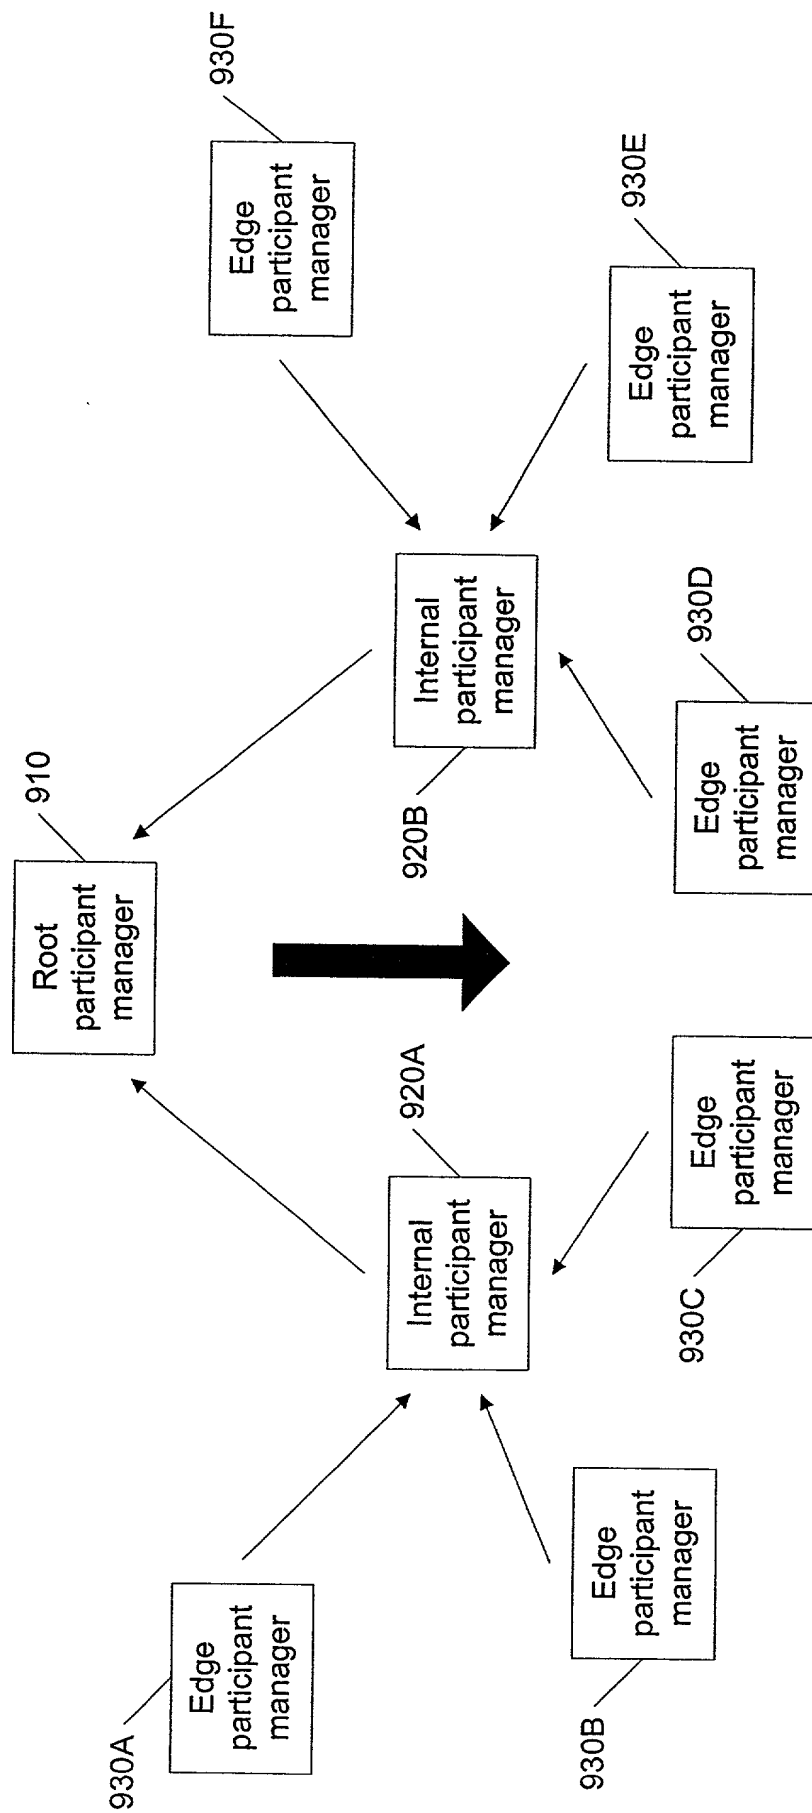 910
Root
participant
manager
920A
Internal
participant
manager
920B
Internal
participant
manager
930A
Edge
participant
manager
930B
Edge
participant
manager
930C
Edge
participant
manager
930D
Edge
participant
manager
930E
Edge
participant
manager
930F
Edge
participant
manager